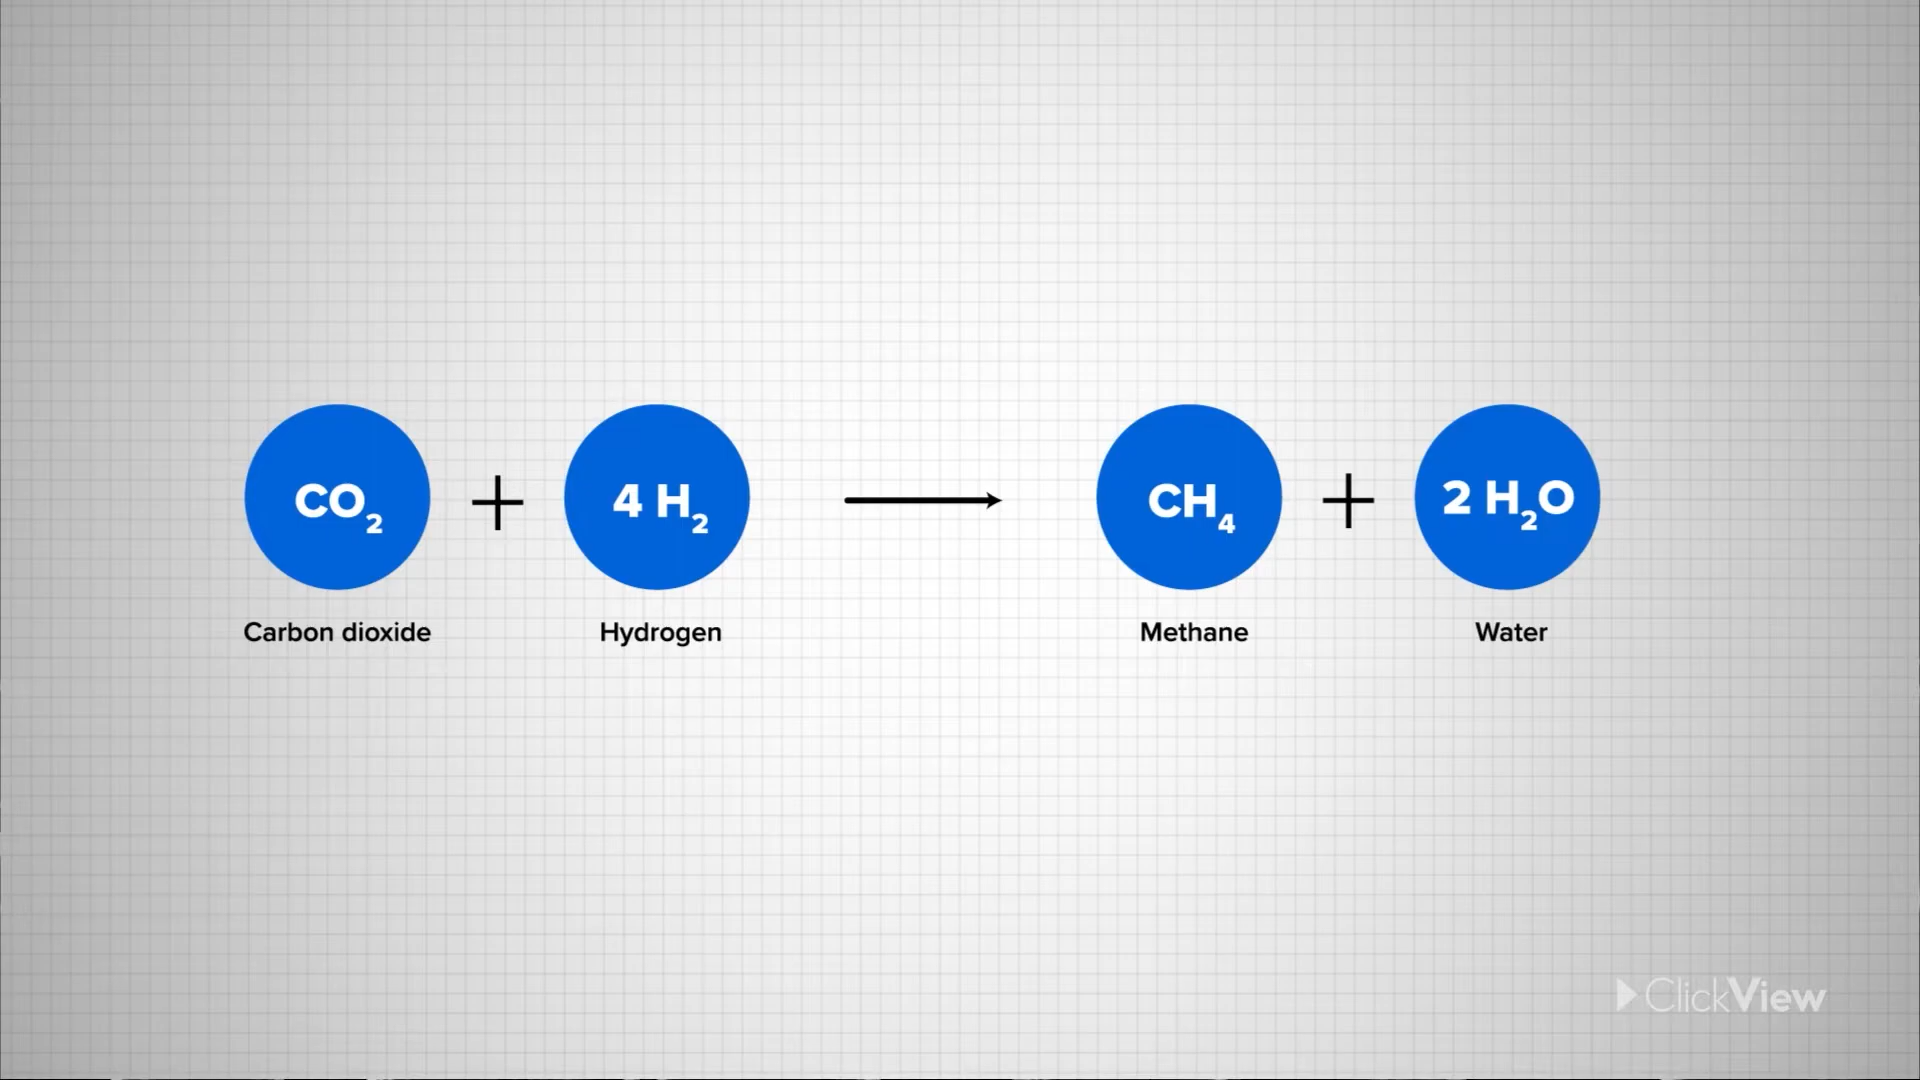 CO₂ + 4 H₂ → CH₄ + 2 H₂O
Carbon dioxide Hydrogen Methane Water
ClickView